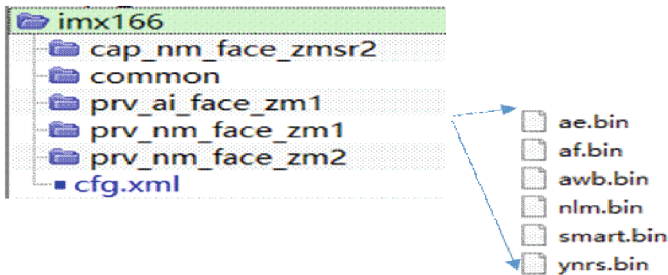 imx166
cap_nm_face_zmsr2
common
prv_ai_face_zm1
prv_nm_face_zm1
prv_nm_face_zm2
cfg.xml
ae.bin
af.bin
awb.bin
nlm.bin
smart.bin
ynrs.bin